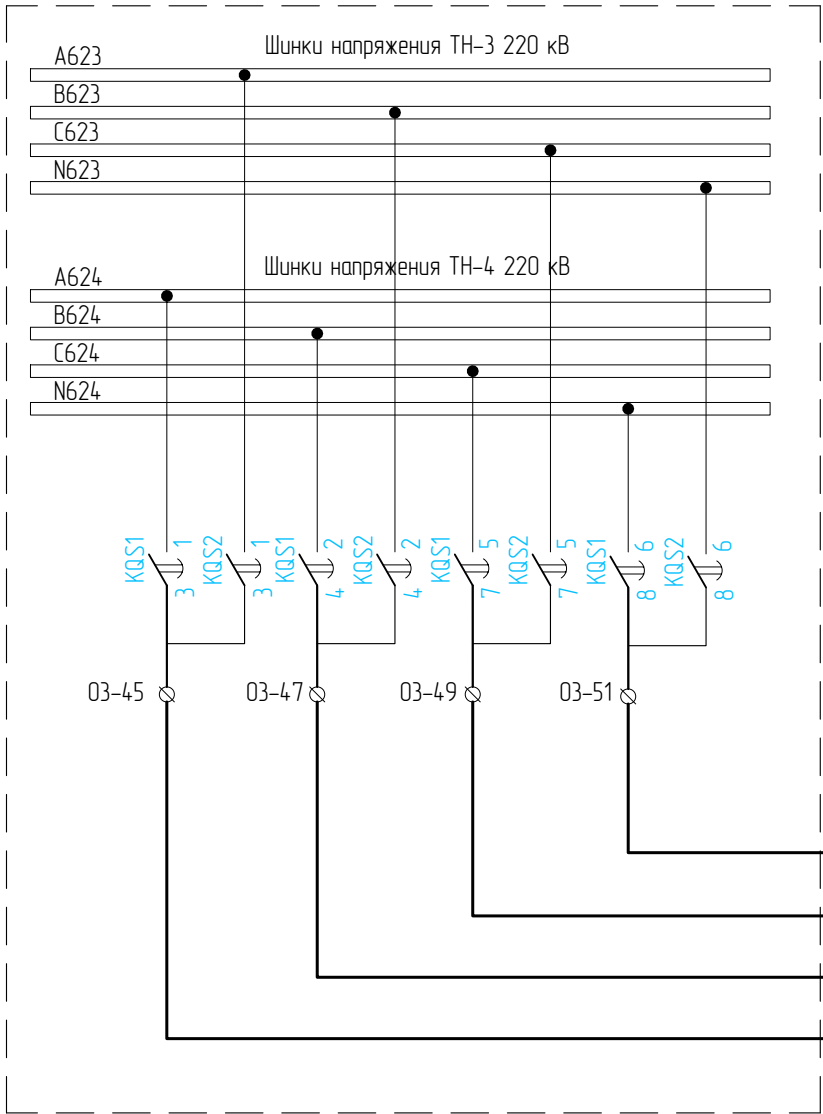 Шинки напряжения ТН-3 220 кВ
A623
B623
C623
N623
Шинки напряжения ТН-4 220 кВ
A624
B624
C624
N624
KQS1 1 3
KQS2 1 3
KQS1 2 4
KQS2 2 4
KQS1 5 7
KQS2 5 7
KQS1 6 8
KQS2 6 8
03-45
03-47
03-49
03-51